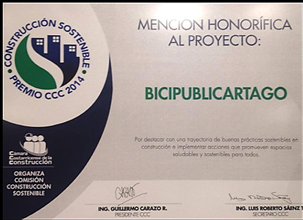 CONSTRUCCIÓN SOSTENIBLE
PREMIO CCC 2014
Cámara
Costarricense de la
Construcción
ORGANIZA
COMISIÓN
CONSTRUCCIÓN
SOSTENIBLE
MENCIÓN HONORÍFICA
AL PROYECTO:
BICIPUBLICARTAGO
Por destacar con una trayectoria de buenas prácticas sostenibles en
construcción e implementar acciones que promueven espacios
saludables y sostenibles para todos.
ING. GUILLERMO CARAZO R.
PRESIDENTE CCC
ING. LUIS ROBERTO SÁENZ
SECRETARIO CCC